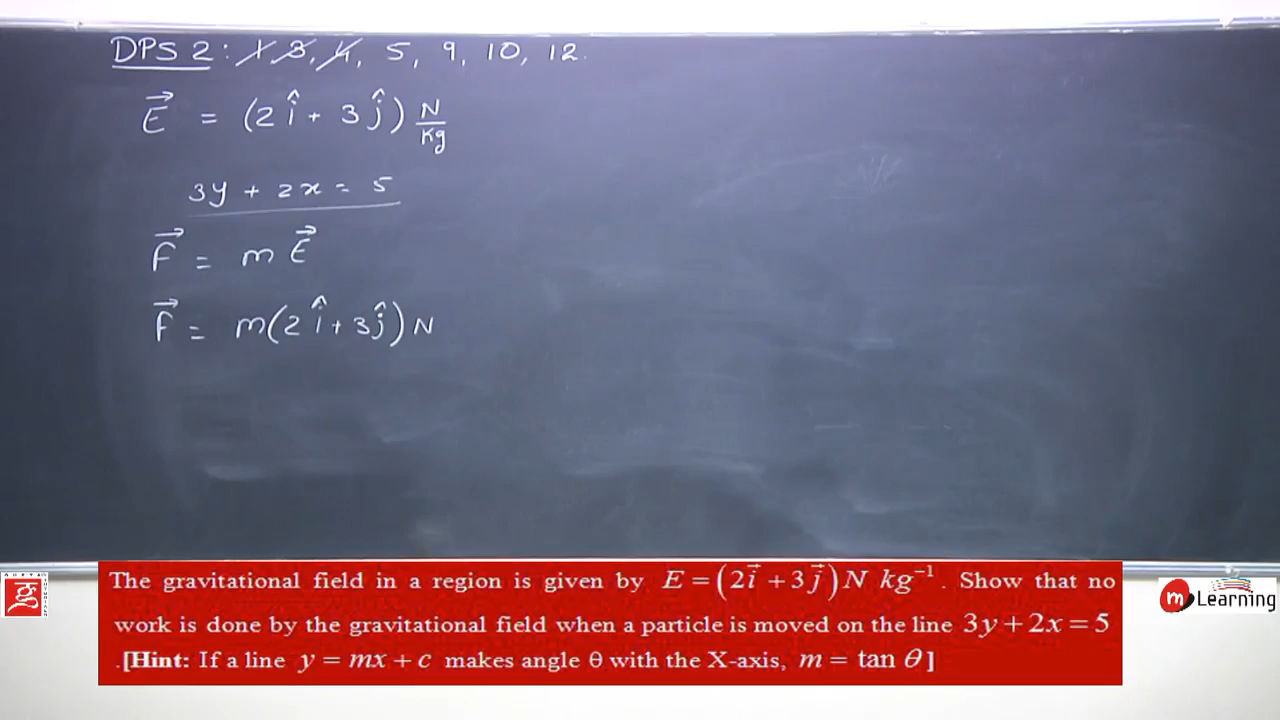 DPS 2 : 1, 3, 4, 5, 9, 10, 12.
E⃗ = (2î + 3ĵ) N/Kg
3y + 2x = 5
F⃗ = m E⃗
F⃗ = m(2î + 3ĵ) N
The gravitational field in a region is given by E = (2i⃗ + 3j⃗) N kg⁻¹. Show that no
work is done by the gravitational field when a particle is moved on the line 3y + 2x = 5
.[Hint: If a line y = mx + c makes angle θ with the X-axis, m = tan θ]
m Learning